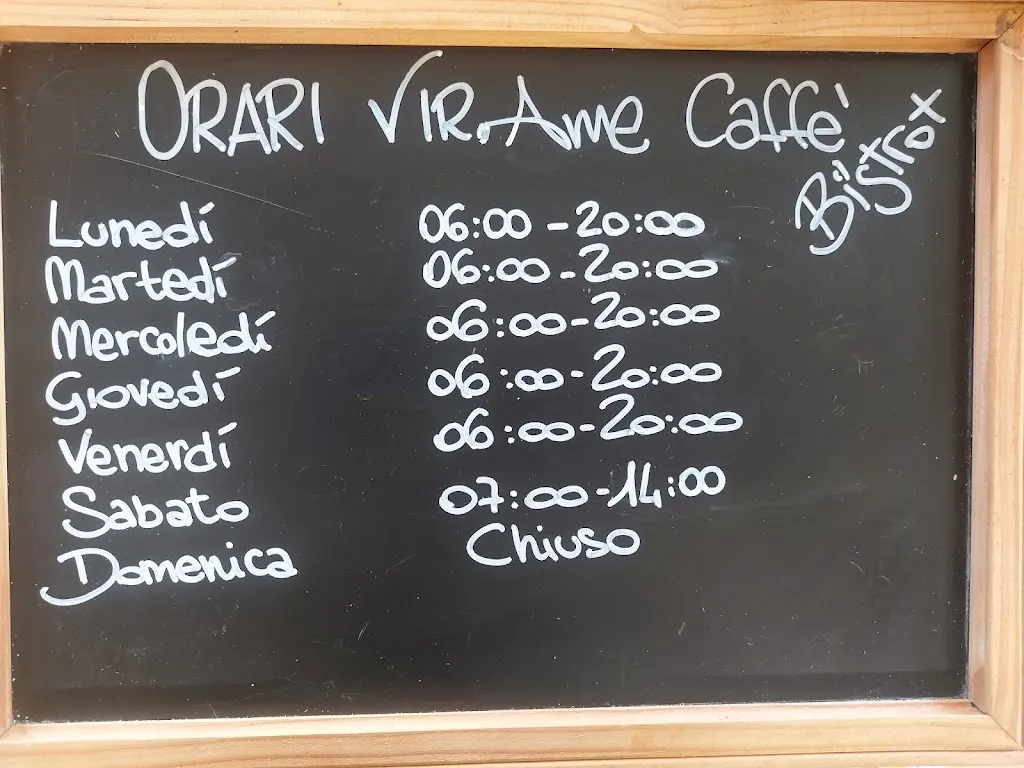 ORARI VIR.Ame Caffè
Bistrot
Lunedí 06:00-20:00
Martedí 06:00-20:00
Mercoledí 06:00-20:00
Giovedí 06:00-20:00
Venerdí 06:00-20:00
Sabato 07:00-14:00
Domenica Chiuso